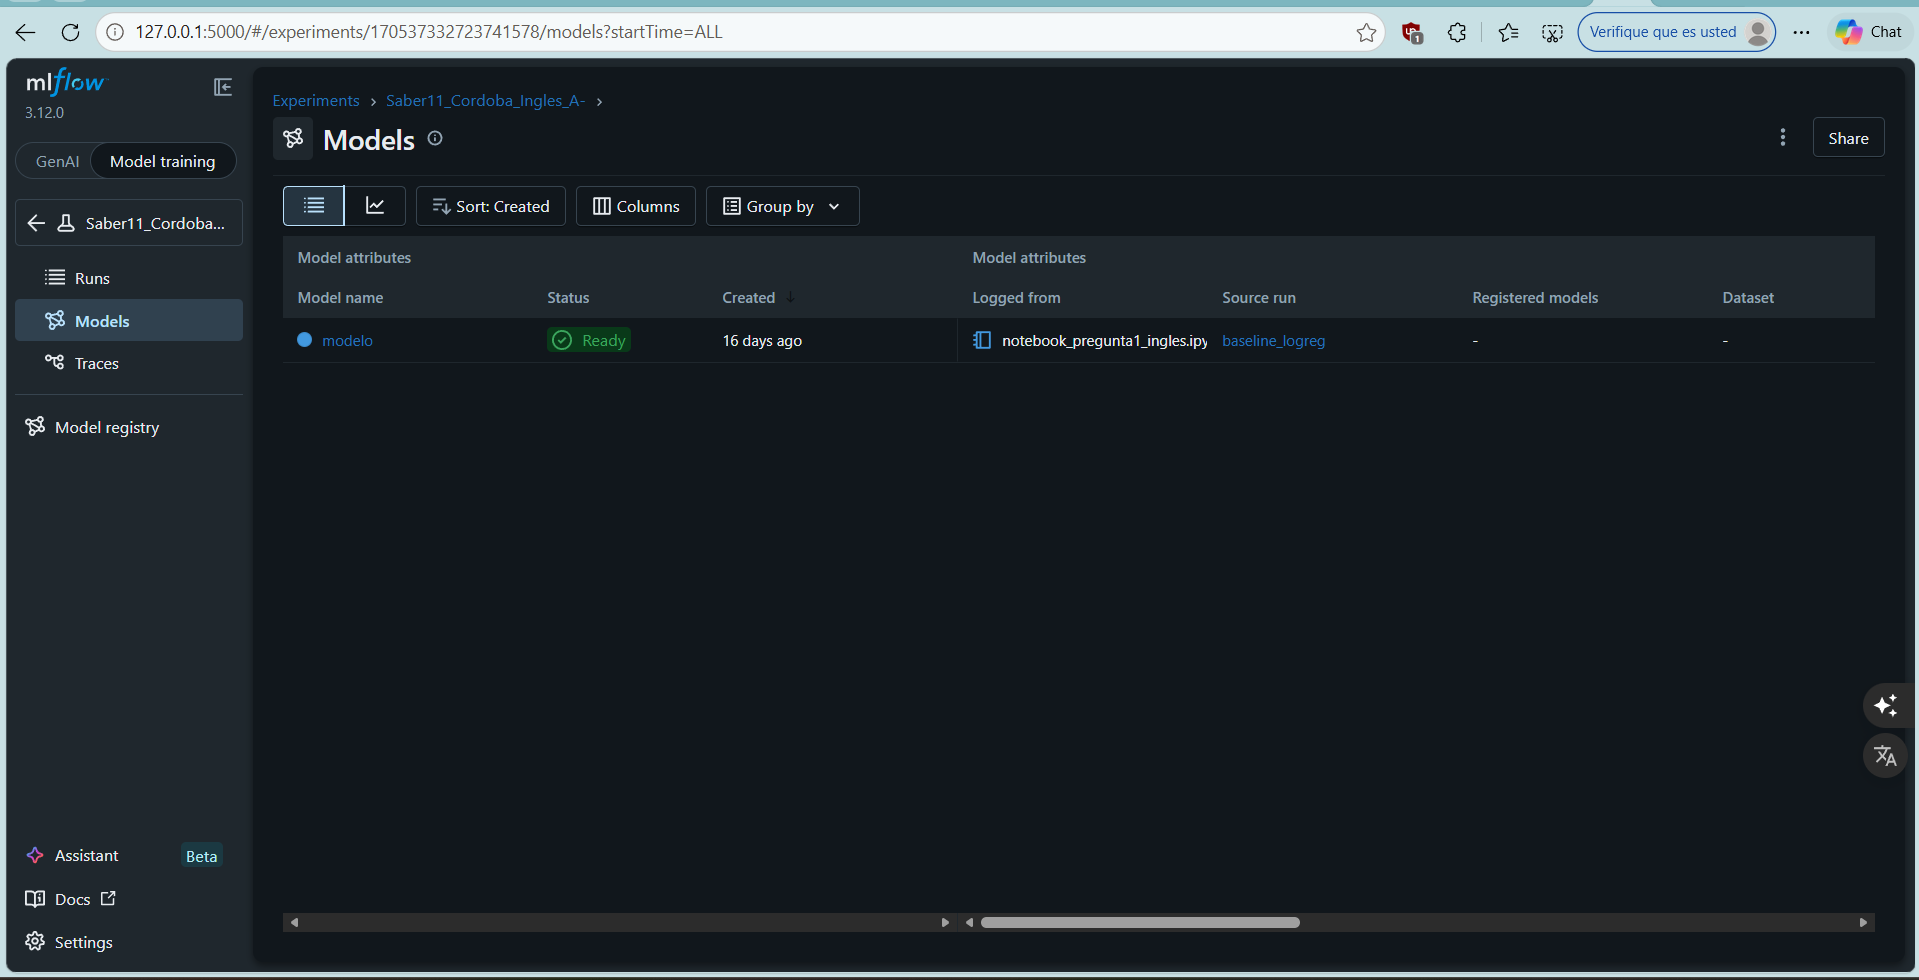 127.0.0.1:5000/#/experiments/170537332723741578/models?startTime=ALL
1
Verifique que es usted
Chat
mlflow
3.12.0
GenAI
Model training
Saber11_Cordoba...
Runs
Models
Traces
Model registry
Assistant
Beta
Docs
Settings
Experiments
Saber11_Cordoba_Ingles_A-
Models
Share
Sort: Created
Columns
Group by
Model attributes
Model attributes
Model name
Status
Created
Logged from
Source run
Registered models
Dataset
modelo
Ready
16 days ago
notebook_pregunta1_ingles.ipy
baseline_logreg
-
-